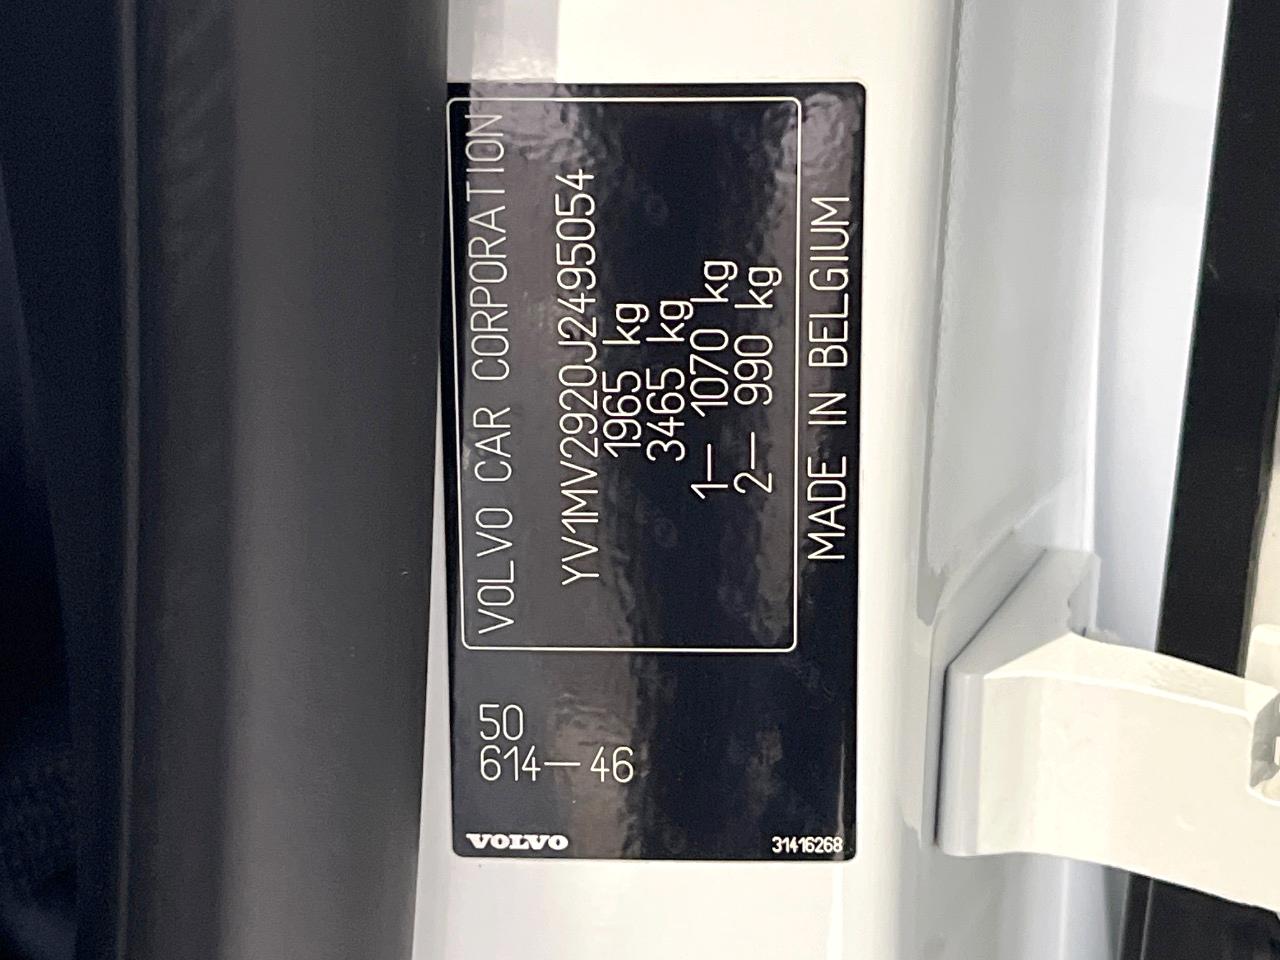 VOLVO CAR CORPORATION
YV1MV2920J2495054
1965 kg
3465 kg
1— 1070 kg
2— 990 kg
MADE IN BELGIUM
50
614—46
VOLVO
31416268